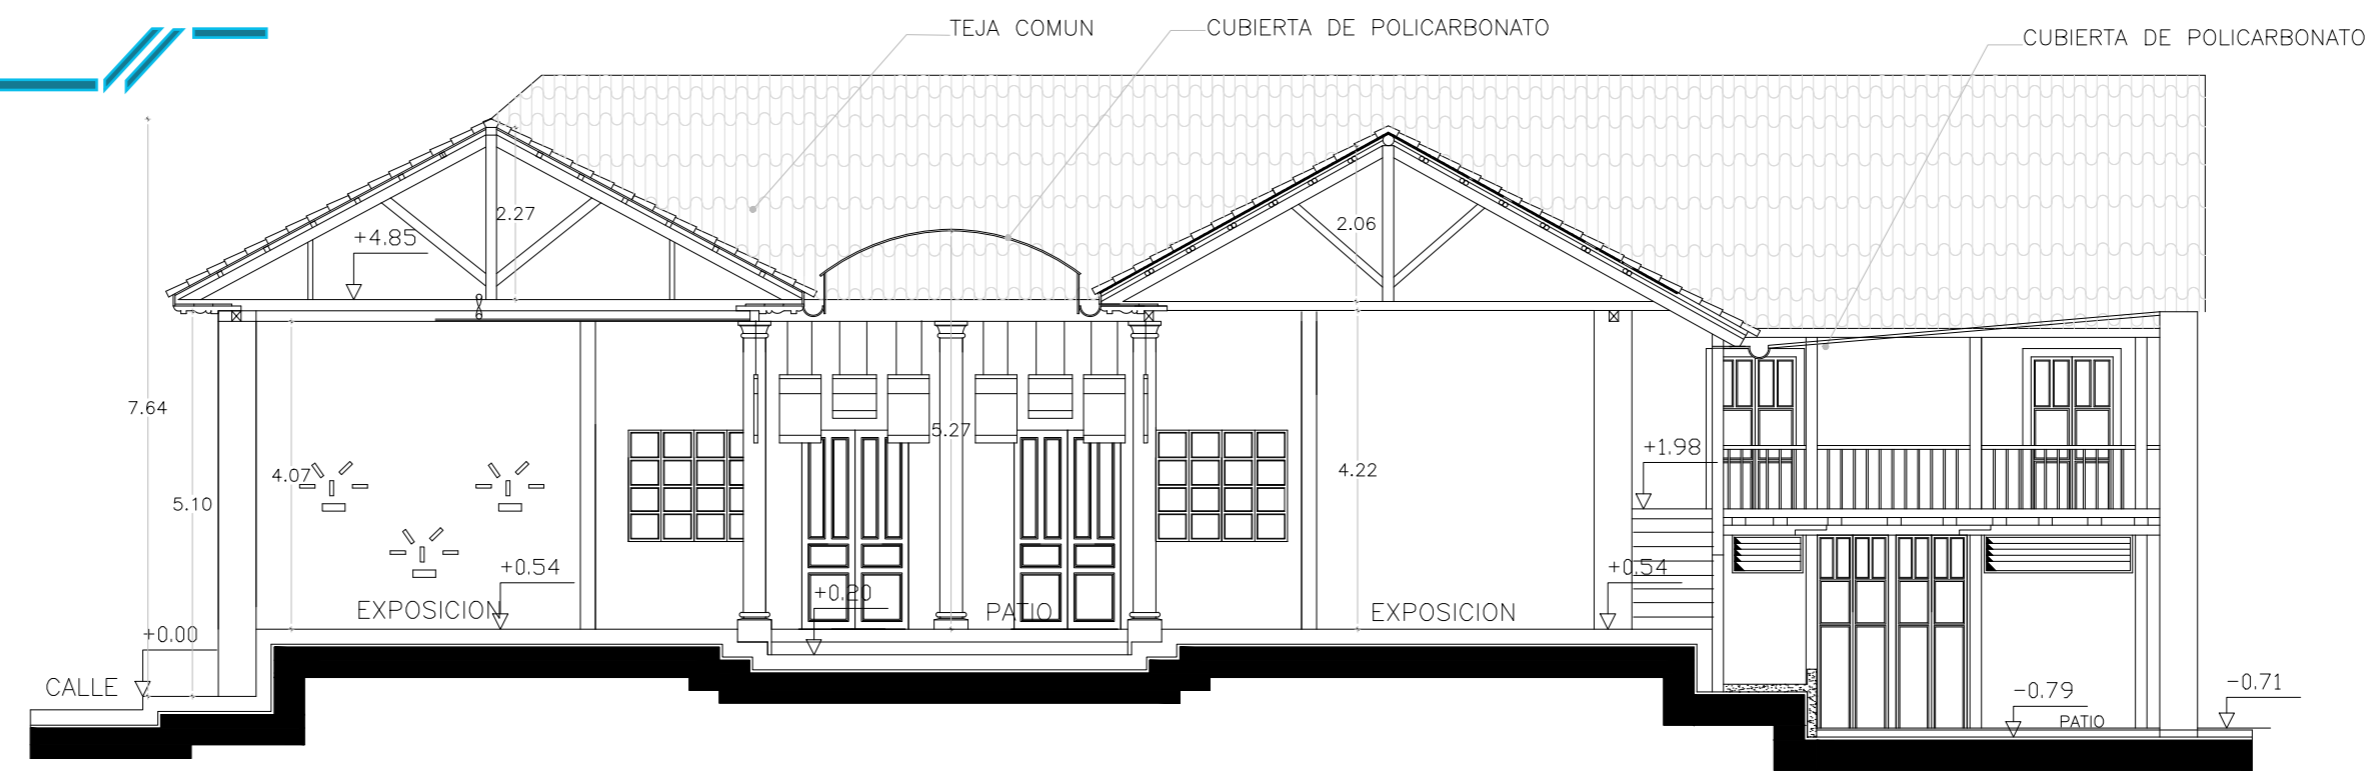 TEJA COMUN
CUBIERTA DE POLICARBONATO
CUBIERTA DE POLICARBONATO
2.27
2.06
+4.85
7.64
5.27
+1.98
4.07
4.22
5.10
+0.54
+0.20
+0.54
EXPOSICION
PATIO
EXPOSICION
+0.00
CALLE
-0.79
-0.71
PATIO